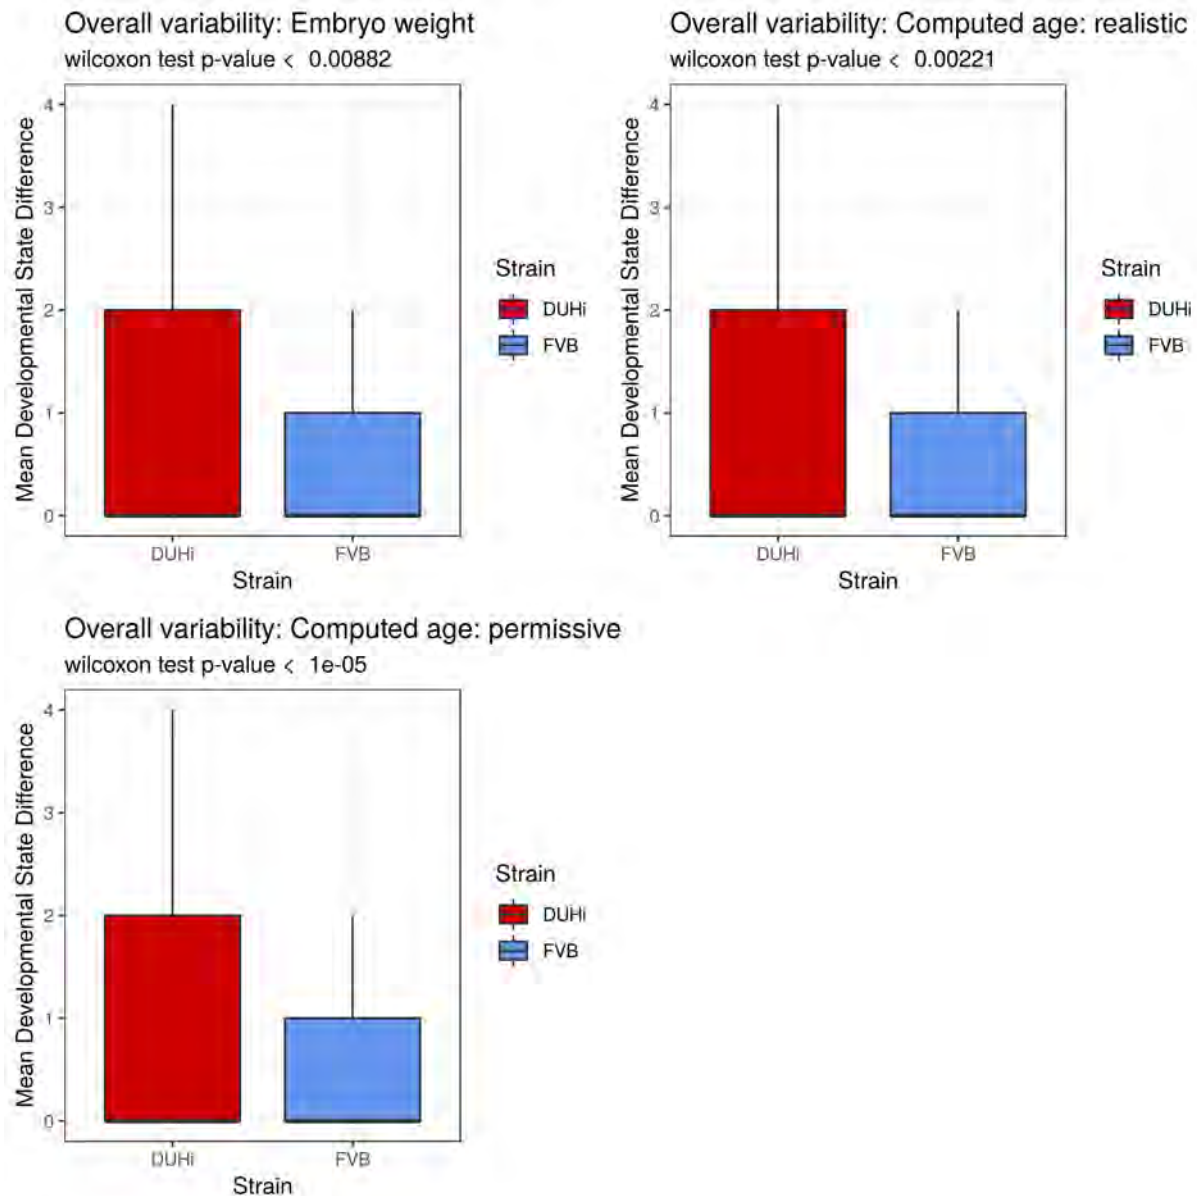 Overall variability: Embryo weight
wilcoxon test p-value < 0.00882
Mean Developmental State Difference
4
3
2
1
0
DUHi
FVB
Strain
Strain
DUHi
FVB
Overall variability: Computed age: realistic
wilcoxon test p-value < 0.00221
Mean Developmental State Difference
4
3
2
1
0
DUHi
FVB
Strain
Strain
DUHi
FVB
Overall variability: Computed age: permissive
wilcoxon test p-value < 1e-05
Mean Developmental State Difference
4
3
2
1
0
DUHi
FVB
Strain
Strain
DUHi
FVB